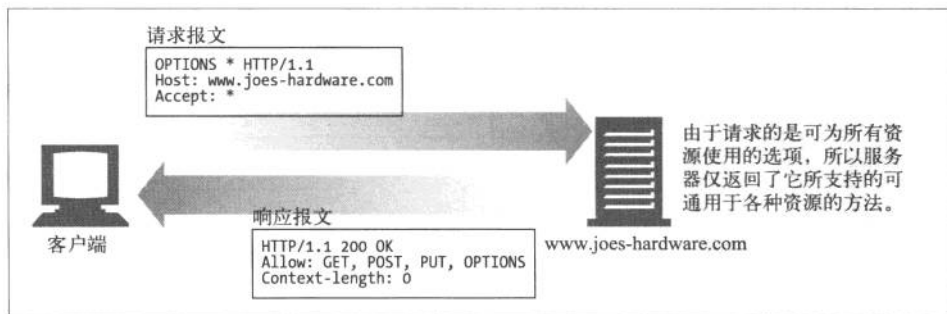 请求报文
OPTIONS * HTTP/1.1
Host: www.joes-hardware.com
Accept: *
由于请求的是可为所有资
源使用的选项，所以服务
器仅返回了它所支持的可
通用于各种资源的方法。
客户端
www.joes-hardware.com
响应报文
HTTP/1.1 200 OK
Allow: GET, POST, PUT, OPTIONS
Context-length: 0